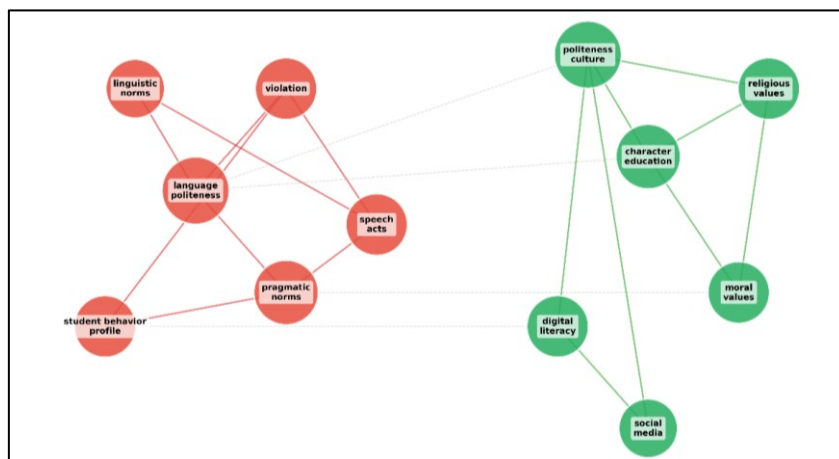 linguistic
norms
violation
language
politeness
speech
acts
pragmatic
norms
student behavior
profile
politeness
culture
religious
values
character
education
moral
values
digital
literacy
social
media